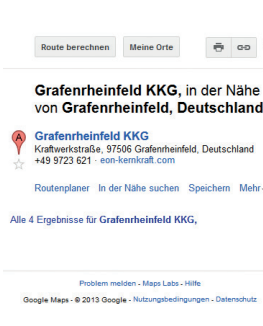 Route berechnen Meine Orte
Grafenrheinfeld KKG, in der Nähe
von Grafenrheinfeld, Deutschland
A Grafenrheinfeld KKG
Kraftwerkstraße, 97506 Grafenrheinfeld, Deutschland
+49 9723 621 · eon-kernkraft.com
Routenplaner In der Nähe suchen Speichern Mehr
Alle 4 Ergebnisse für Grafenrheinfeld KKG,
Problem melden - Maps Labs - Hilfe
Google Maps - © 2013 Google - Nutzungsbedingungen - Datenschutz